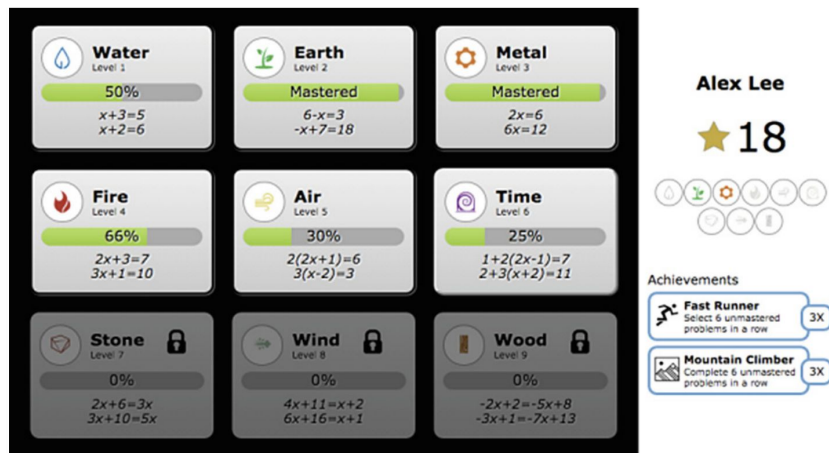 Water
Level 1
50%
x+3=5
x+2=6
Earth
Level 2
Mastered
6-x=3
-x+7=18
Metal
Level 3
Mastered
2x=6
6x=12
Fire
Level 4
66%
2x+3=7
3x+1=10
Air
Level 5
30%
2(2x+1)=6
3(x-2)=3
Time
Level 6
25%
1+2(2x-1)=7
2+3(x+2)=11
Stone
Level 7
0%
2x+6=3x
3x+10=5x
Wind
Level 8
0%
4x+11=x+2
6x+16=x+1
Wood
Level 9
0%
-2x+2=-5x+8
-3x+1=-7x+13
Alex Lee
18
Achievements
Fast Runner
Select 6 unmastered
problems in a row
3X
Mountain Climber
Complete 6 unmastered
problems in a row
3X